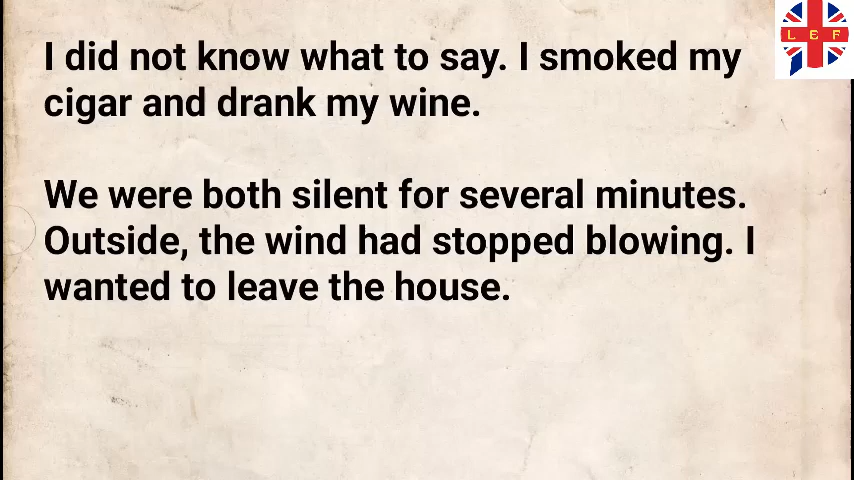 I did not know what to say. I smoked my
cigar and drank my wine.
We were both silent for several minutes.
Outside, the wind had stopped blowing. I
wanted to leave the house.
L E F